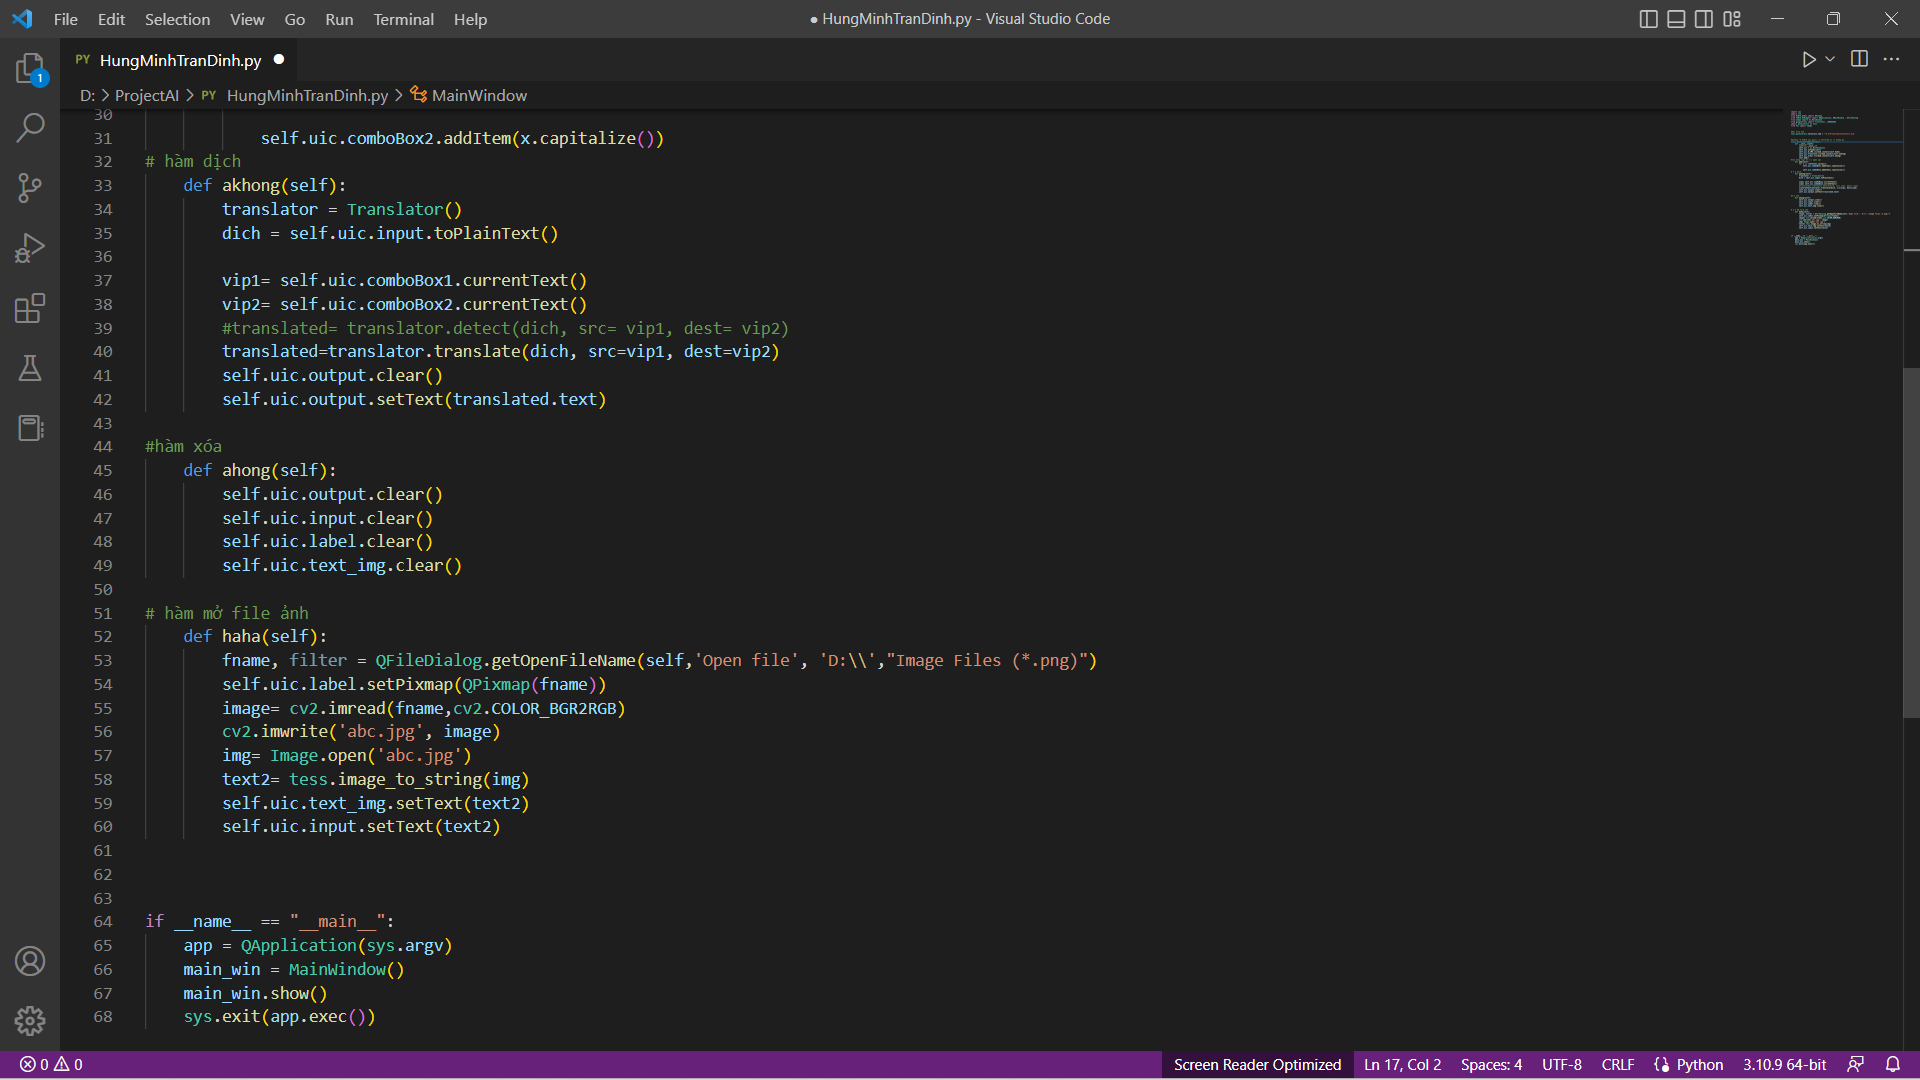 File Edit Selection View Go Run Terminal Help
● HungMinhTranDinh.py - Visual Studio Code
PY HungMinhTranDinh.py ●
1
D: > ProjectAI > PY HungMinhTranDinh.py > MainWindow
30
31 self.uic.comboBox2.addItem(x.capitalize())
32 # hàm dịch
33 def akhong(self):
34 translator = Translator()
35 dich = self.uic.input.toPlainText()
36
37 vip1= self.uic.comboBox1.currentText()
38 vip2= self.uic.comboBox2.currentText()
39 #translated= translator.detect(dich, src= vip1, dest= vip2)
40 translated=translator.translate(dich, src=vip1, dest=vip2)
41 self.uic.output.clear()
42 self.uic.output.setText(translated.text)
43
44 #hàm xóa
45 def ahong(self):
46 self.uic.output.clear()
47 self.uic.input.clear()
48 self.uic.label.clear()
49 self.uic.text_img.clear()
50
51 # hàm mở file ảnh
52 def haha(self):
53 fname, filter = QFileDialog.getOpenFileName(self,'Open file', 'D:\\',"Image Files (*.png)")
54 self.uic.label.setPixmap(QPixmap(fname))
55 image= cv2.imread(fname,cv2.COLOR_BGR2RGB)
56 cv2.imwrite('abc.jpg', image)
57 img= Image.open('abc.jpg')
58 text2= tess.image_to_string(img)
59 self.uic.text_img.setText(text2)
60 self.uic.input.setText(text2)
61
62
63
64 if __name__ == "__main__":
65 app = QApplication(sys.argv)
66 main_win = MainWindow()
67 main_win.show()
68 sys.exit(app.exec())
0 0 Screen Reader Optimized Ln 17, Col 2 Spaces: 4 UTF-8 CRLF Python 3.10.9 64-bit